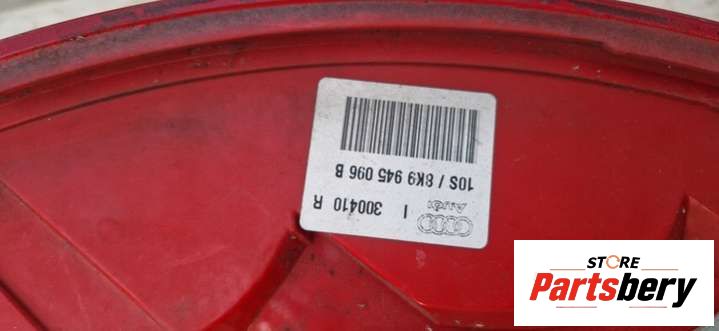 Audi
I 300410 R
10S / 8K9 945 096 B
STORE
Partsbery